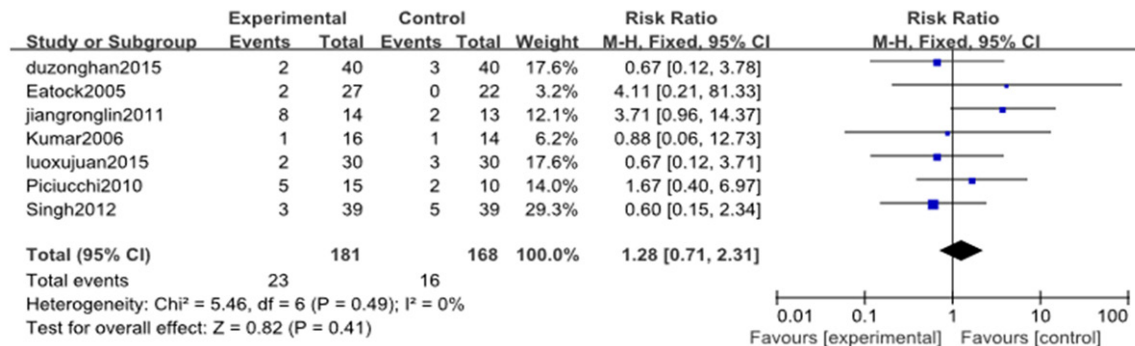 Experimental Control Risk Ratio Risk Ratio
Study or Subgroup Events Total Events Total Weight M-H, Fixed, 95% CI M-H, Fixed, 95% CI
duzonghan2015 2 40 3 40 17.6% 0.67 [0.12, 3.78]
Eatock2005 2 27 0 22 3.2% 4.11 [0.21, 81.33]
jiangronglin2011 8 14 2 13 12.1% 3.71 [0.96, 14.37]
Kumar2006 1 16 1 14 6.2% 0.88 [0.06, 12.73]
luoxujuan2015 2 30 3 30 17.6% 0.67 [0.12, 3.71]
Piciucchi2010 5 15 2 10 14.0% 1.67 [0.40, 6.97]
Singh2012 3 39 5 39 29.3% 0.60 [0.15, 2.34]
Total (95% CI) 181 168 100.0% 1.28 [0.71, 2.31]
Total events 23 16
Heterogeneity: Chi² = 5.46, df = 6 (P = 0.49); I² = 0%
Test for overall effect: Z = 0.82 (P = 0.41)
0.01 0.1 1 10 100
Favours [experimental] Favours [control]